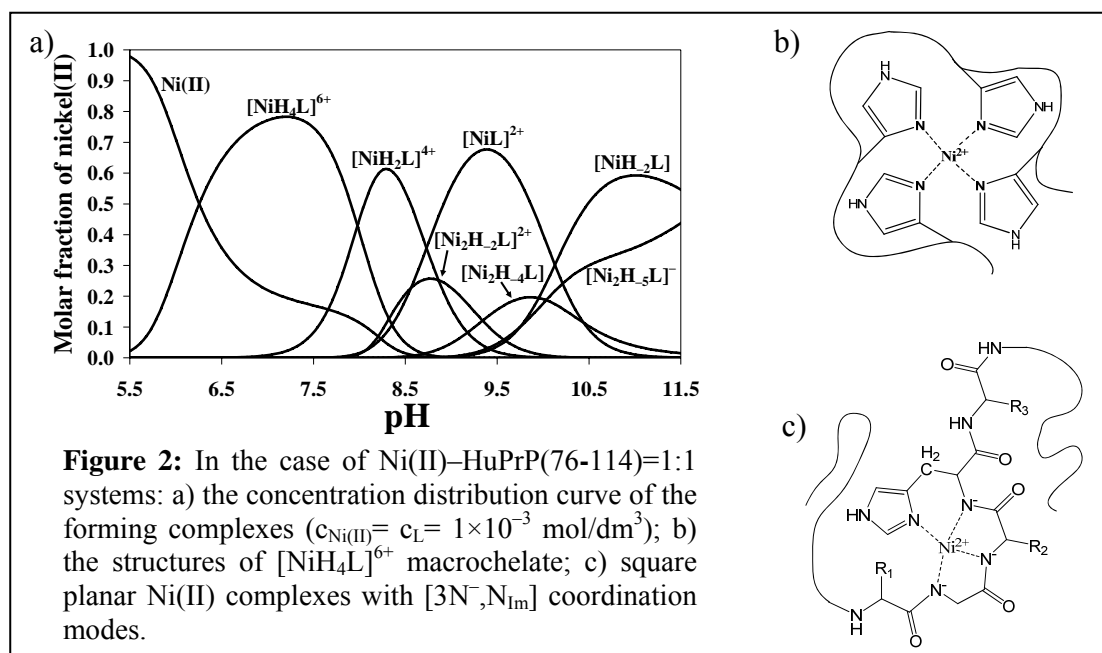 a)
1.0
0.9
0.8
0.7
0.6
0.5
0.4
0.3
0.2
0.1
0.0
Molar fraction of nickel(II)
Ni(II)
[NiH₄L]⁶⁺
[NiH₂L]⁴⁺
[NiL]²⁺
[NiH₋₂L]
[Ni₂H₋₂L]²⁺
[Ni₂H₋₄L]
[Ni₂H₋₅L]⁻
5.5 6.5 7.5 8.5 9.5 10.5 11.5
pH
Figure 2: In the case of Ni(II)–HuPrP(76-114)=1:1
systems: a) the concentration distribution curve of the
forming complexes (c_Ni(II)= c_L= 1×10⁻³ mol/dm³); b)
the structures of [NiH₄L]⁶⁺ macrochelate; c) square
planar Ni(II) complexes with [3N⁻,N_Im] coordination
modes.
b)
HN
N
N
NH
Ni²⁺
HN
N
N
N
H
c)
HN
O
R₃
HN
H₂
C
O
N⁻
O
HN
N
Ni²⁺
N⁻
R₂
R₁
N⁻
N
H
O
O